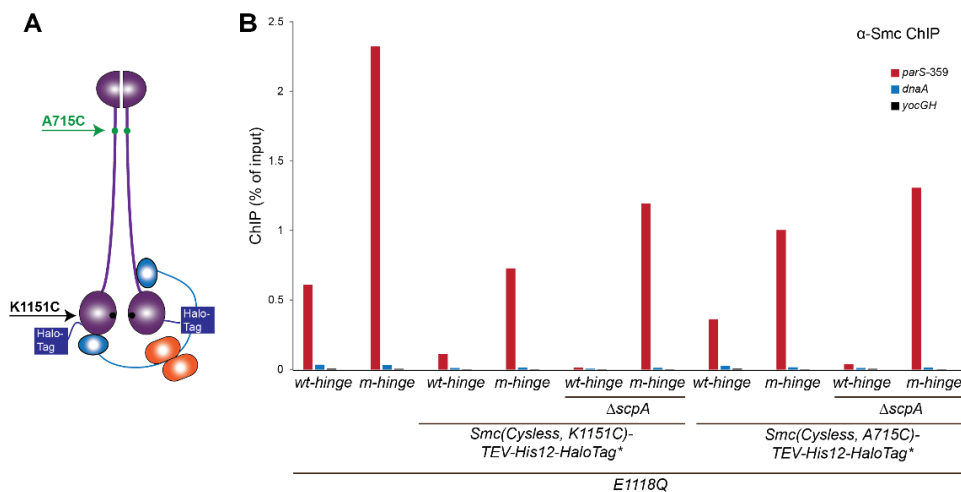 A
A715C
K1151C
Halo-
Tag
Halo-
Tag
B
α-Smc ChIP
parS-359
dnaA
yocGH
ChIP (% of input)
2.5
2
1.5
1
0.5
0
wt-hinge m-hinge wt-hinge m-hinge wt-hinge m-hinge wt-hinge m-hinge wt-hinge m-hinge
ΔscpA ΔscpA
Smc(Cysless, K1151C)- Smc(Cysless, A715C)-
TEV-His12-HaloTag* TEV-His12-HaloTag*
E1118Q